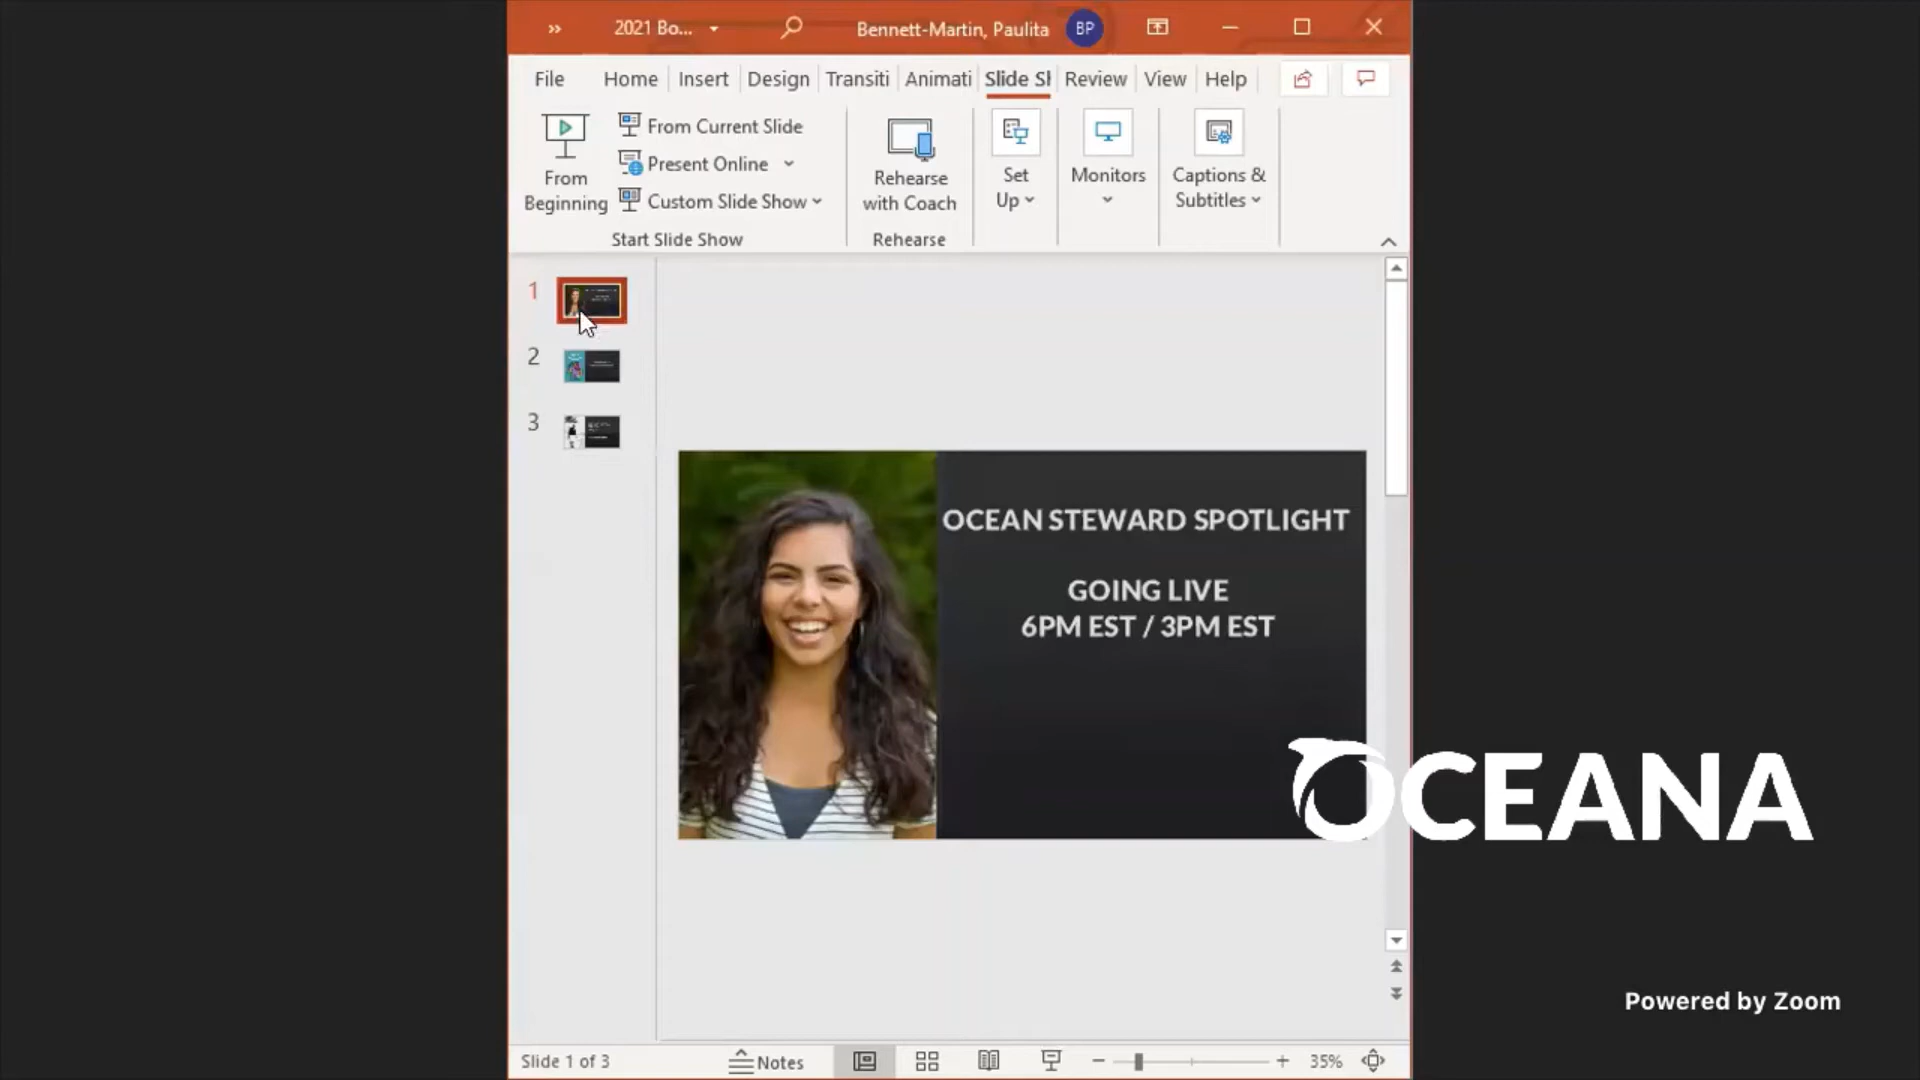 2021 Bo...
Bennett-Martin, Paulita
BP
File
Home
Insert
Design
Transiti
Animati
Slide Sl
Review
View
Help
From Beginning
From Current Slide
Present Online
Custom Slide Show
Start Slide Show
Rehearse
with Coach
Rehearse
Set
Up
Monitors
Captions &
Subtitles
1
2
3
OCEAN STEWARD SPOTLIGHT
GOING LIVE
6PM EST / 3PM EST
OCEANA
Powered by Zoom
Slide 1 of 3
Notes
35%